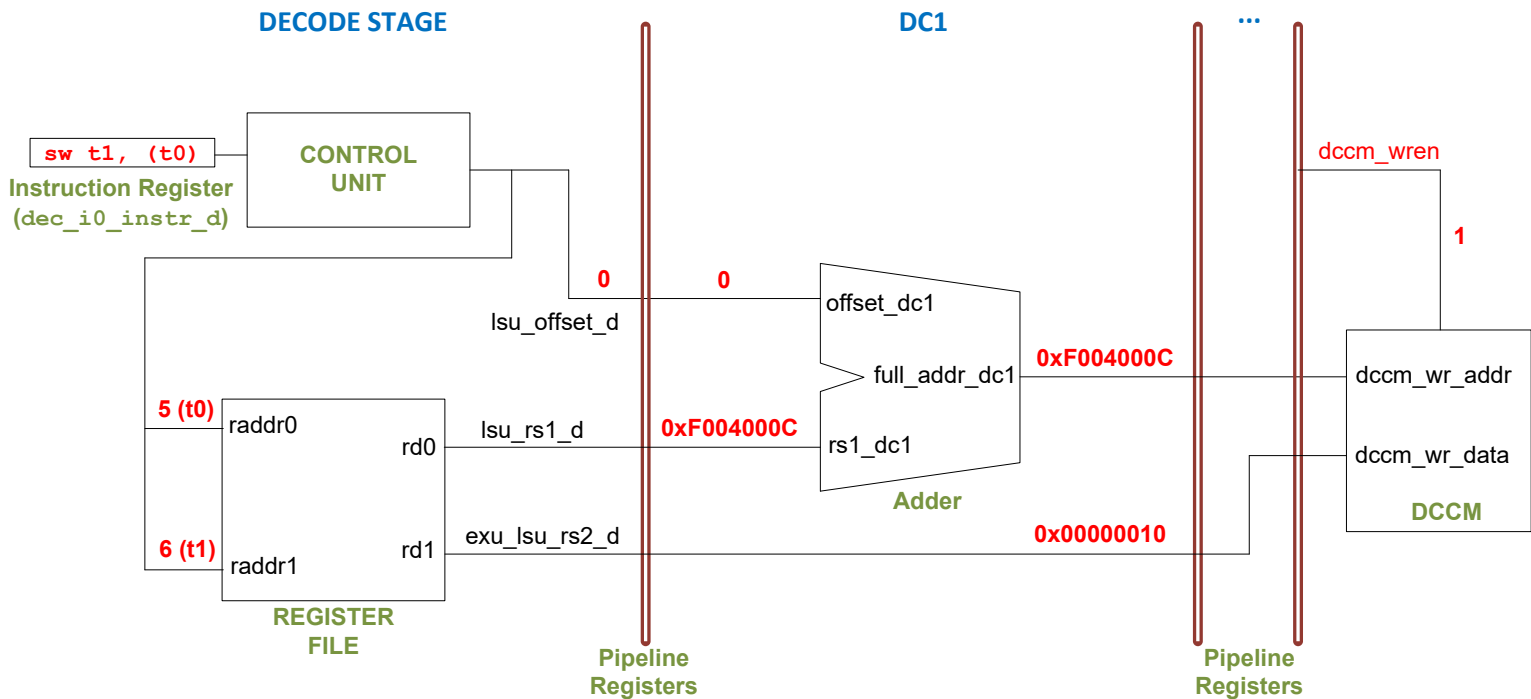 DECODE STAGE
DC1
...
sw t1, (t0)
Instruction Register
(dec_i0_instr_d)
CONTROL
UNIT
dccm_wren
1
0
0
lsu_offset_d
offset_dc1
full_addr_dc1
0xF004000C
dccm_wr_addr
5 (t0)
raddr0
rd0
lsu_rs1_d
0xF004000C
rs1_dc1
Adder
dccm_wr_data
DCCM
6 (t1)
raddr1
rd1
exu_lsu_rs2_d
0x00000010
REGISTER
FILE
Pipeline
Registers
Pipeline
Registers